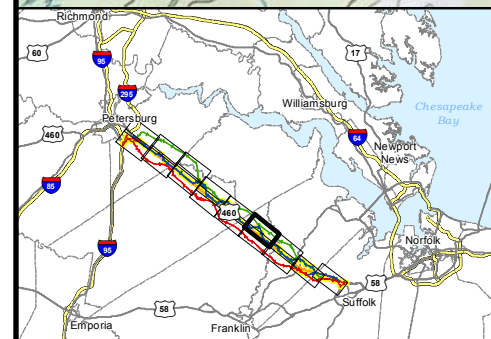 Richmond
60
95
17
295
Williamsburg
Chesapeake
Bay
Petersburg
460
64
Newport
News
85
460
95
Norfolk
58
Suffolk
58
Emporia
Franklin